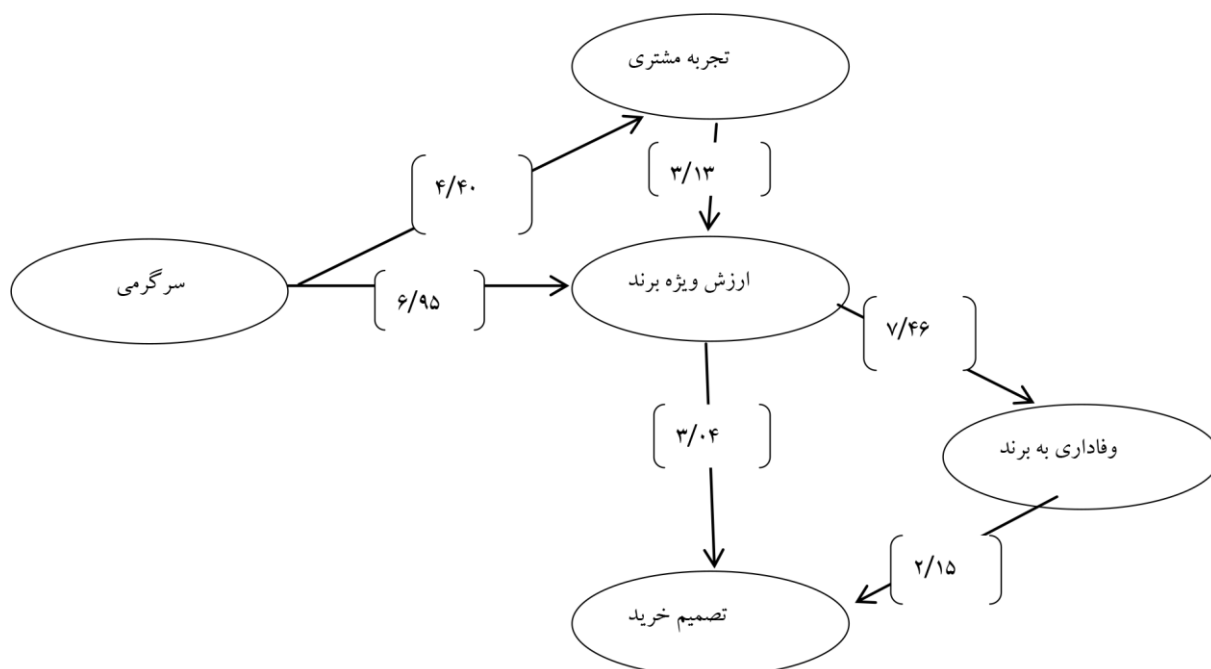 تجربه مشتری
۴/۴۰
۳/۱۳
سرگرمی
۶/۹۵
ارزش ویژه برند
۷/۴۶
۳/۰۴
وفاداری به برند
۲/۱۵
تصمیم خرید